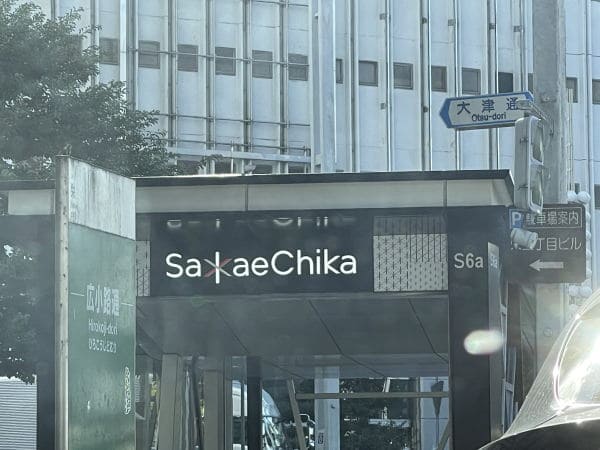 大津通
Otsu-dori
SakaeChika
S6a
P駐車場案内
丁目ビル
広小路通
Hirokoji-dori
ひろこうじどおり